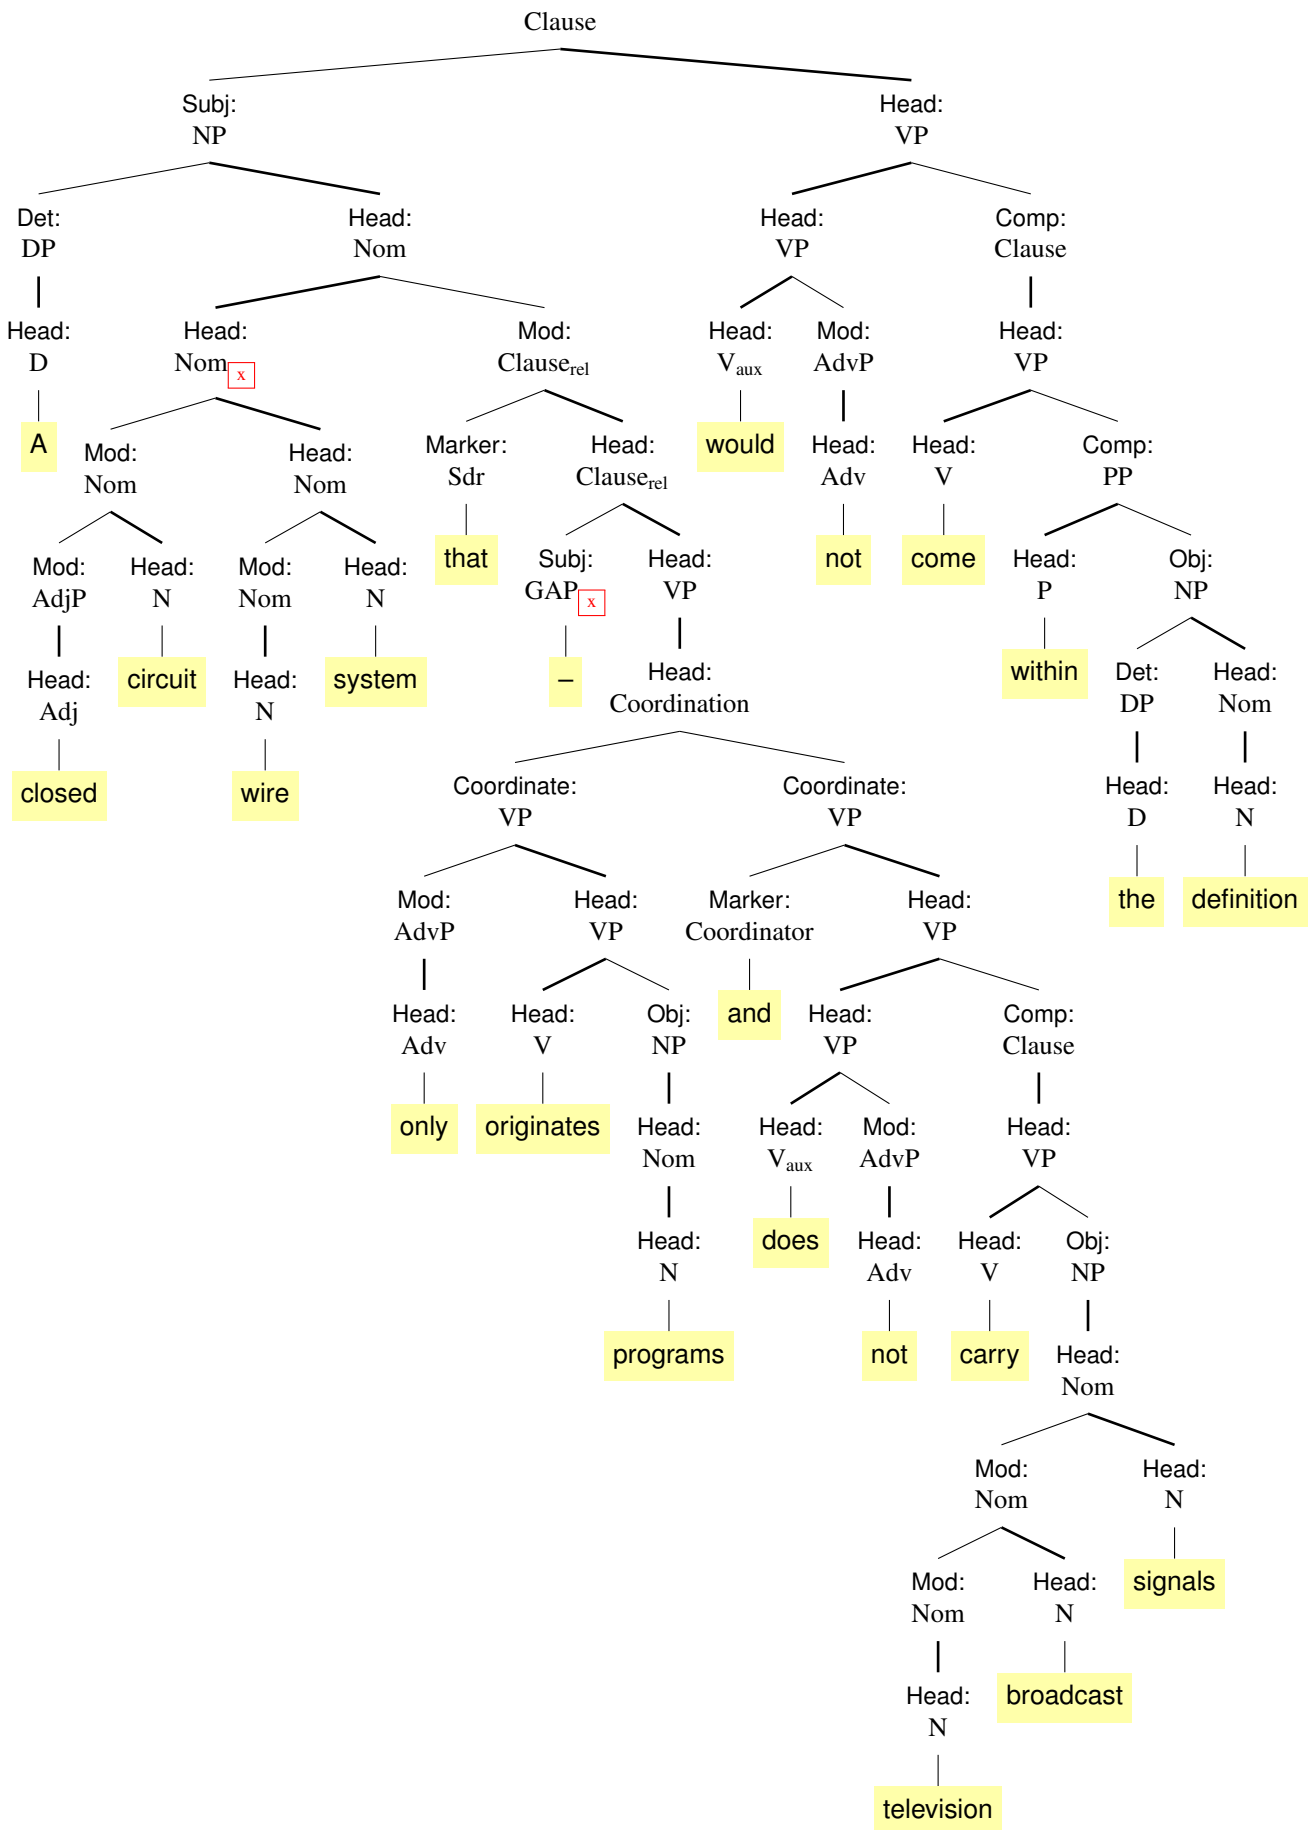 Clause
Subj: Head:
NP VP
Det: Head: Head: Comp:
DP Nom VP Clause
Head: Head: Mod: Head: Mod: Head:
D Nom x Clause rel V aux AdvP VP
A Mod: Head: Marker: Head: would Head: Head: Comp:
Nom Nom Sdr Clause rel Adv V PP
Mod: Head: Mod: Head: that Subj: Head: not come Head: Obj:
AdjP N Nom N GAP x VP P NP
Head: circuit Head: system – Head: within Det: Head:
Adj N Coordination DP Nom
closed wire Coordinate: Coordinate: Head: Head:
VP VP D N
Mod: Head: Marker: Head: the definition
AdvP VP Coordinator VP
Head: Head: Obj: and Head: Comp:
Adv V NP VP Clause
only originates Head: Head: Mod: Head:
Nom V aux AdvP VP
Head: does Head: Head: Obj:
N Adv V NP
programs not carry Head:
Nom
Mod: Head:
Nom N
Mod: Head: signals
Nom N
Head: broadcast
N
television